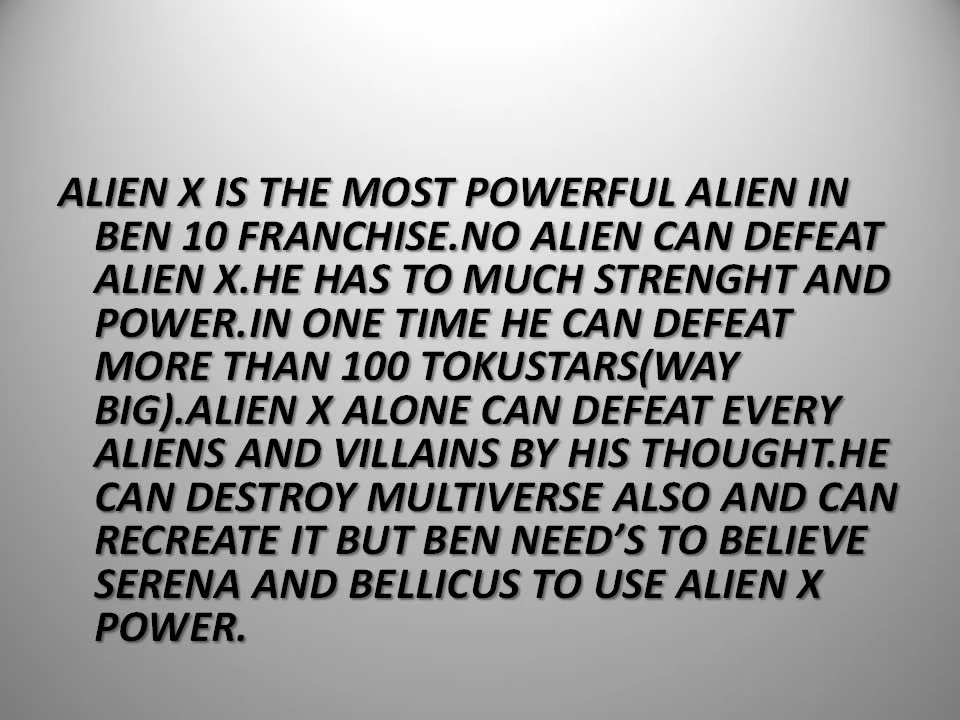 ALIEN X IS THE MOST POWERFUL ALIEN IN
BEN 10 FRANCHISE.NO ALIEN CAN DEFEAT
ALIEN X.HE HAS TO MUCH STRENGHT AND
POWER.IN ONE TIME HE CAN DEFEAT
MORE THAN 100 TOKUSTARS(WAY
BIG).ALIEN X ALONE CAN DEFEAT EVERY
ALIENS AND VILLAINS BY HIS THOUGHT.HE
CAN DESTROY MULTIVERSE ALSO AND CAN
RECREATE IT BUT BEN NEED’S TO BELIEVE
SERENA AND BELLICUS TO USE ALIEN X
POWER.